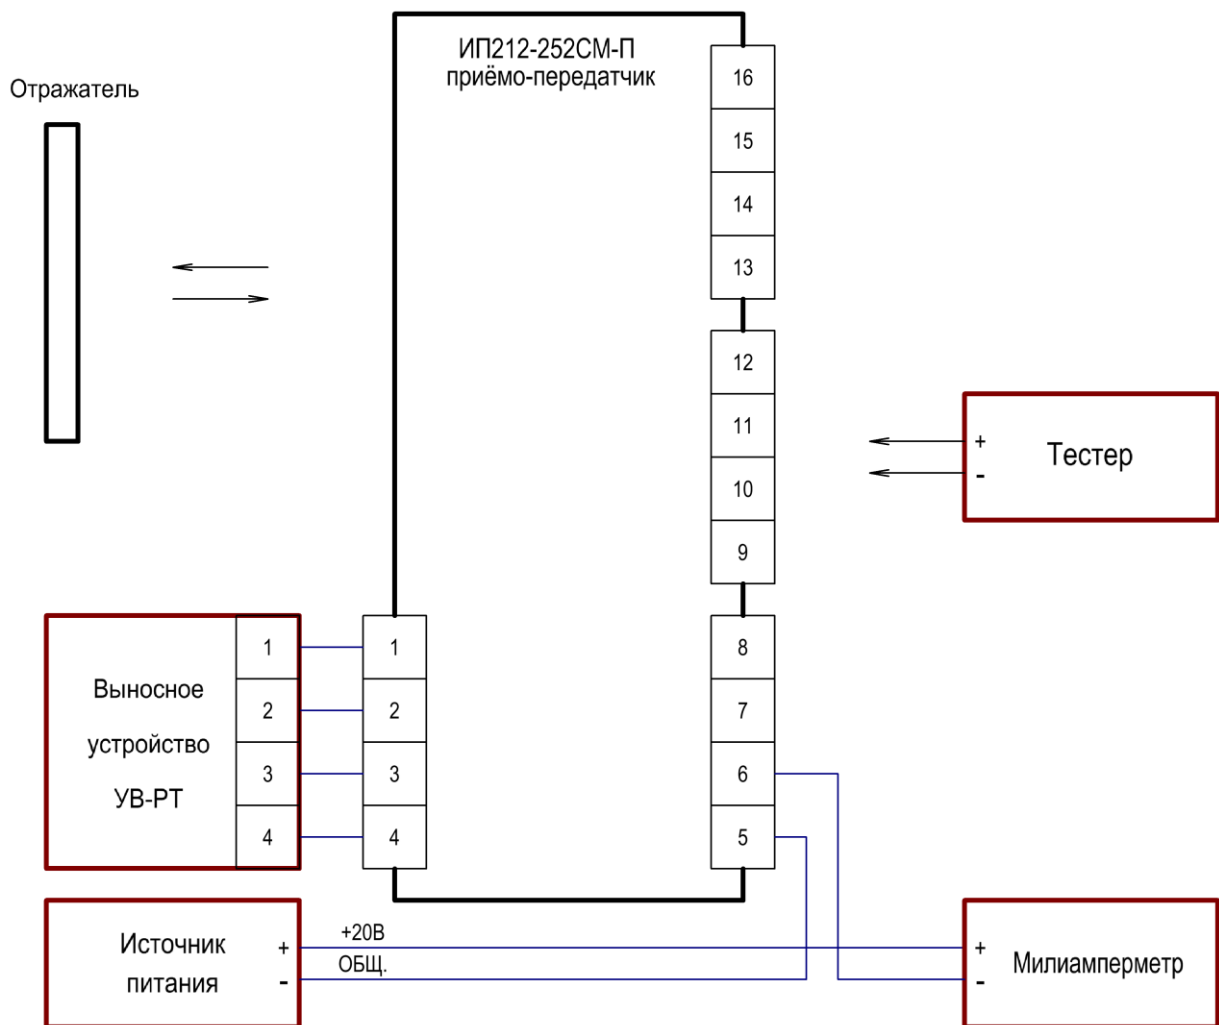 ИП212-252СМ-П
приёмо-передатчик
Отражатель
16
15
14
13
12
11
10
9
+
-
Тестер
1
2
3
4
Выносное
устройство
УВ-РТ
1
2
3
4
8
7
6
5
Источник
питания
+
-
+20В
ОБЩ.
+
-
Милиамперметр